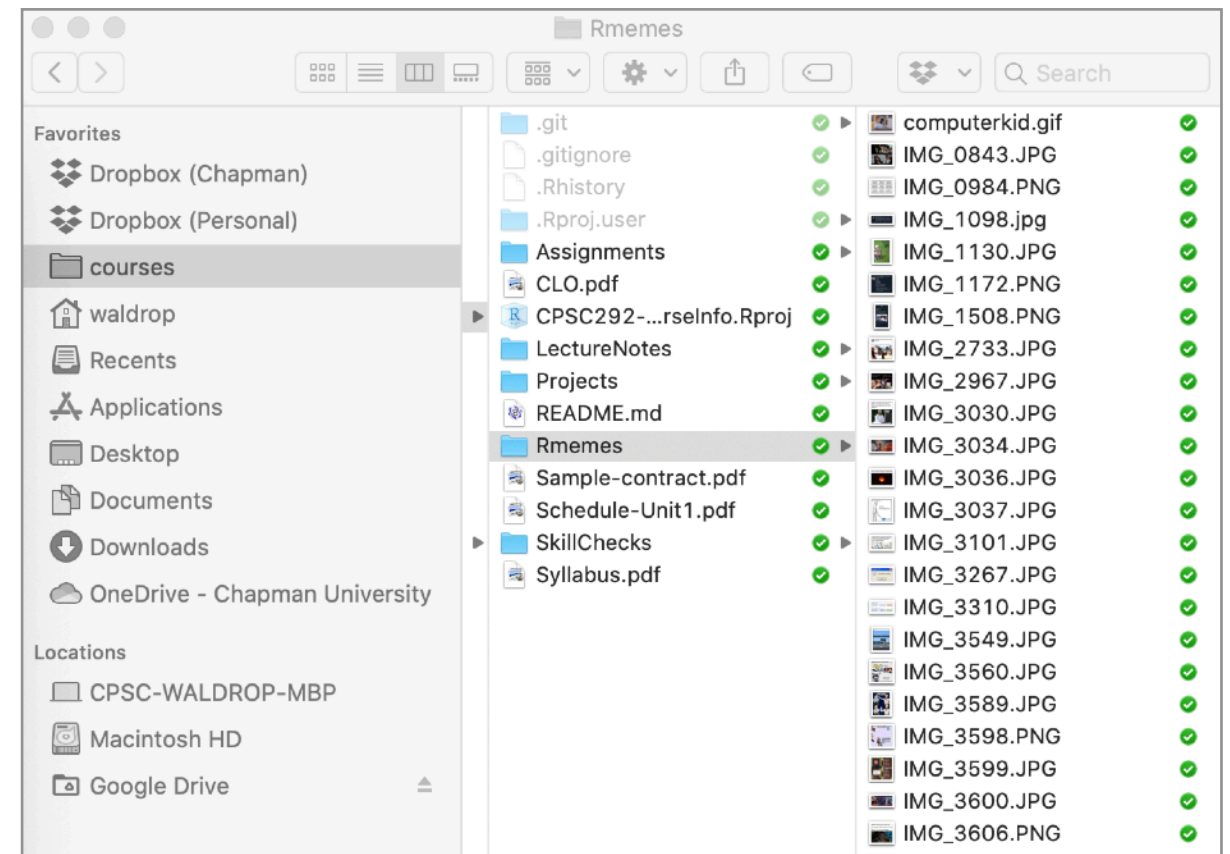 Rmemes
Search
Favorites
Dropbox (Chapman)
Dropbox (Personal)
courses
waldrop
Recents
Applications
Desktop
Documents
Downloads
OneDrive - Chapman University
Locations
CPSC-WALDROP-MBP
Macintosh HD
Google Drive
.git
.gitignore
.Rhistory
.Rproj.user
Assignments
CLO.pdf
CPSC292-...rseInfo.Rproj
LectureNotes
Projects
README.md
Rmemes
Sample-contract.pdf
Schedule-Unit1.pdf
SkillChecks
Syllabus.pdf
computerkid.gif
IMG_0843.JPG
IMG_0984.PNG
IMG_1098.jpg
IMG_1130.JPG
IMG_1172.PNG
IMG_1508.PNG
IMG_2733.JPG
IMG_2967.JPG
IMG_3030.JPG
IMG_3034.JPG
IMG_3036.JPG
IMG_3037.JPG
IMG_3101.JPG
IMG_3267.JPG
IMG_3310.JPG
IMG_3549.JPG
IMG_3560.JPG
IMG_3589.JPG
IMG_3598.PNG
IMG_3599.JPG
IMG_3600.JPG
IMG_3606.PNG